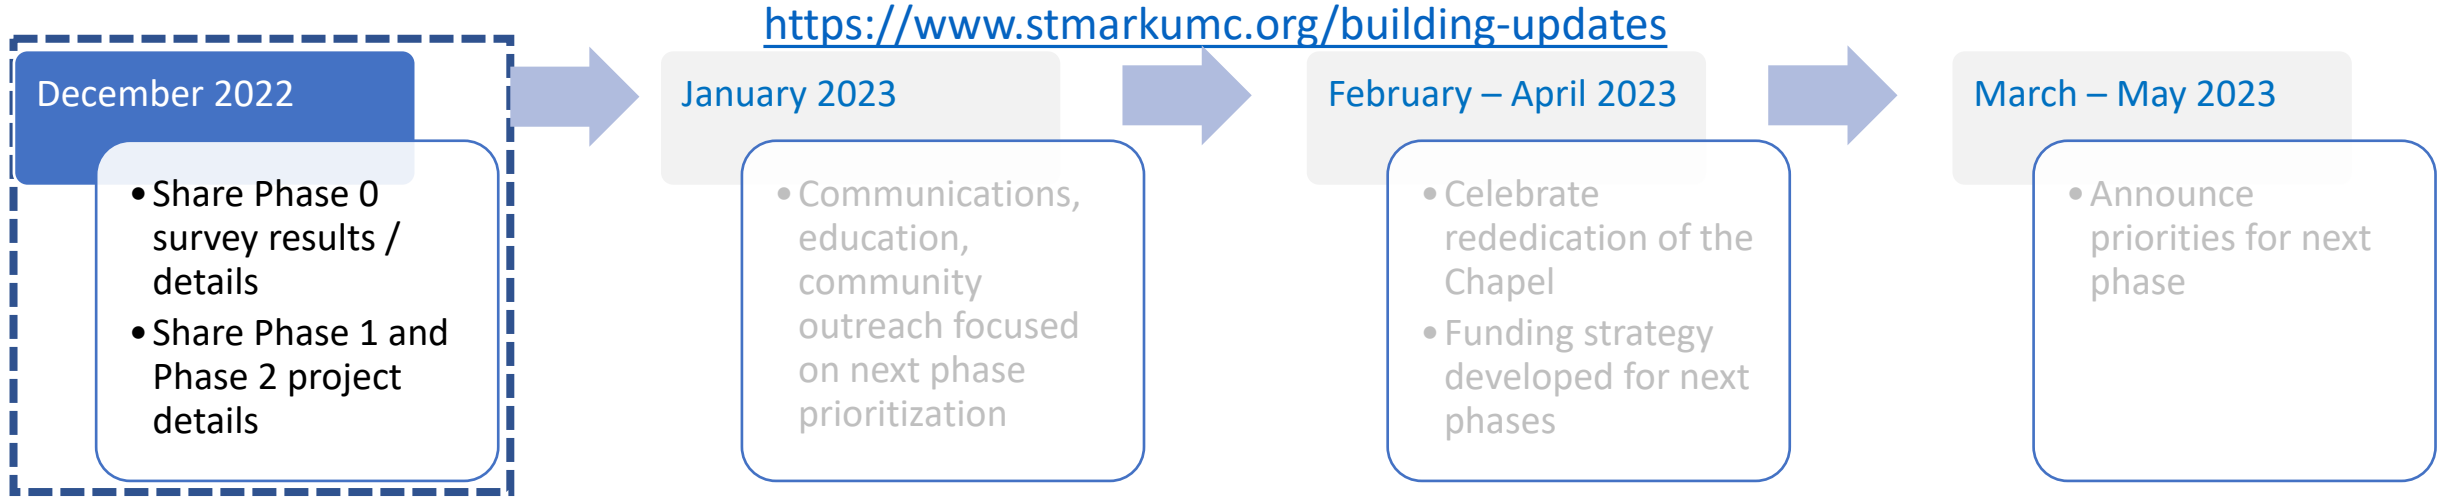 https://www.stmarkumc.org/building-updates
December 2022
• Share Phase 0
survey results /
details
• Share Phase 1 and
Phase 2 project
details
January 2023
• Communications,
education,
community
outreach focused
on next phase
prioritization
February – April 2023
• Celebrate
rededication of the
Chapel
• Funding strategy
developed for next
phases
March – May 2023
• Announce
priorities for next
phase